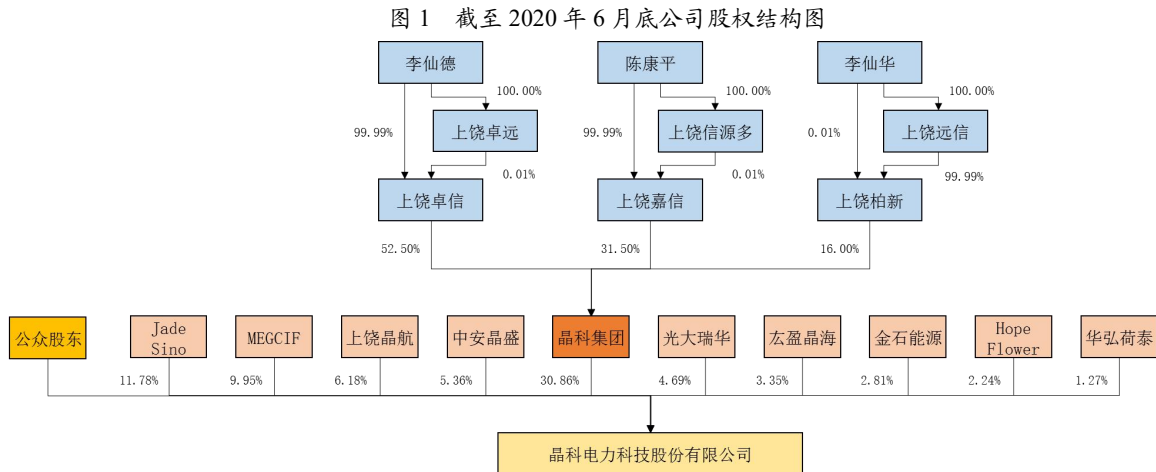 图 1 截至 2020 年 6 月底公司股权结构图
李仙德
陈康平
李仙华
100.00%
100.00%
100.00%
99.99%
上饶卓远
99.99%
上饶信源多
0.01%
上饶远信
0.01%
0.01%
99.99%
上饶卓信
上饶嘉信
上饶柏新
52.50%
31.50%
16.00%
公众股东
Jade
Sino
MEGCIF
上饶晶航
中安晶盛
晶科集团
光大瑞华
宏盈晶海
金石能源
Hope
Flower
华弘荷泰
11.78%
9.95%
6.18%
5.36%
30.86%
4.69%
3.35%
2.81%
2.24%
1.27%
晶科电力科技股份有限公司